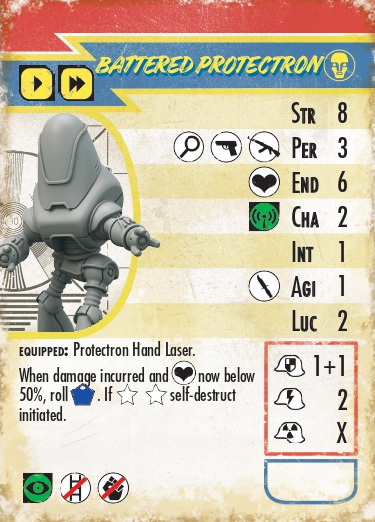 BATTERED PROTECTRON
STR 8
PER 3
END 6
CHA 2
INT 1
AGI 1
LUC 2
EQUIPPED: Protectron Hand Laser.
When damage incurred and now below
50%, roll . If self-destruct
initiated.
1+1
2
X